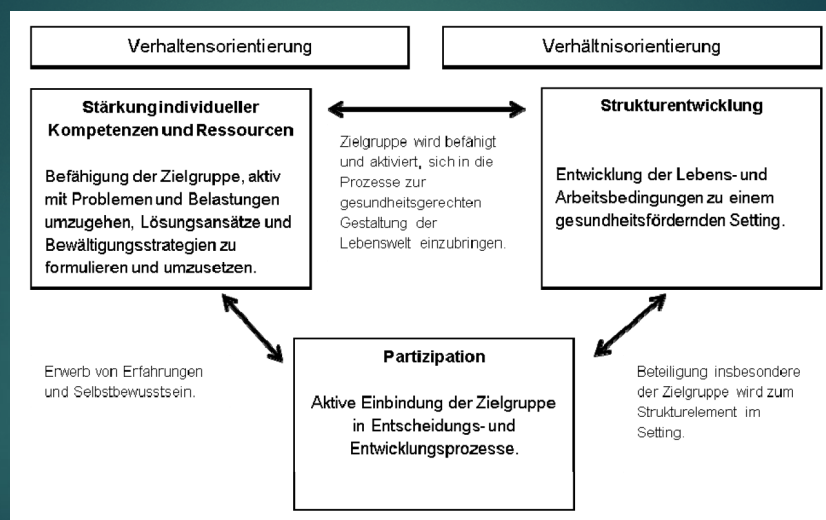 Verhaltensorientierung
Verhältnisorientierung
Stärkung individueller
Kompetenzen und Ressourcen
Befähigung der Zielgruppe, aktiv
mit Problemen und Belastungen
umzugehen, Lösungsansätze und
Bewältigungsstrategien zu
formulieren und umzusetzen.
Zielgruppe wird befähigt
und aktiviert, sich in die
Prozesse zur
gesundheitsgerechten
Gestaltung der
Lebenswelt einzubringen.
Strukturentwicklung
Entwicklung der Lebens- und
Arbeitsbedingungen zu einem
gesundheitsfördernden Setting.
Erwerb von Erfahrungen
und Selbstbewusstsein.
Partizipation
Aktive Einbindung der Zielgruppe
in Entscheidungs- und
Entwicklungsprozesse.
Beteiligung insbesondere
der Zielgruppe wird zum
Strukturelement im
Setting.